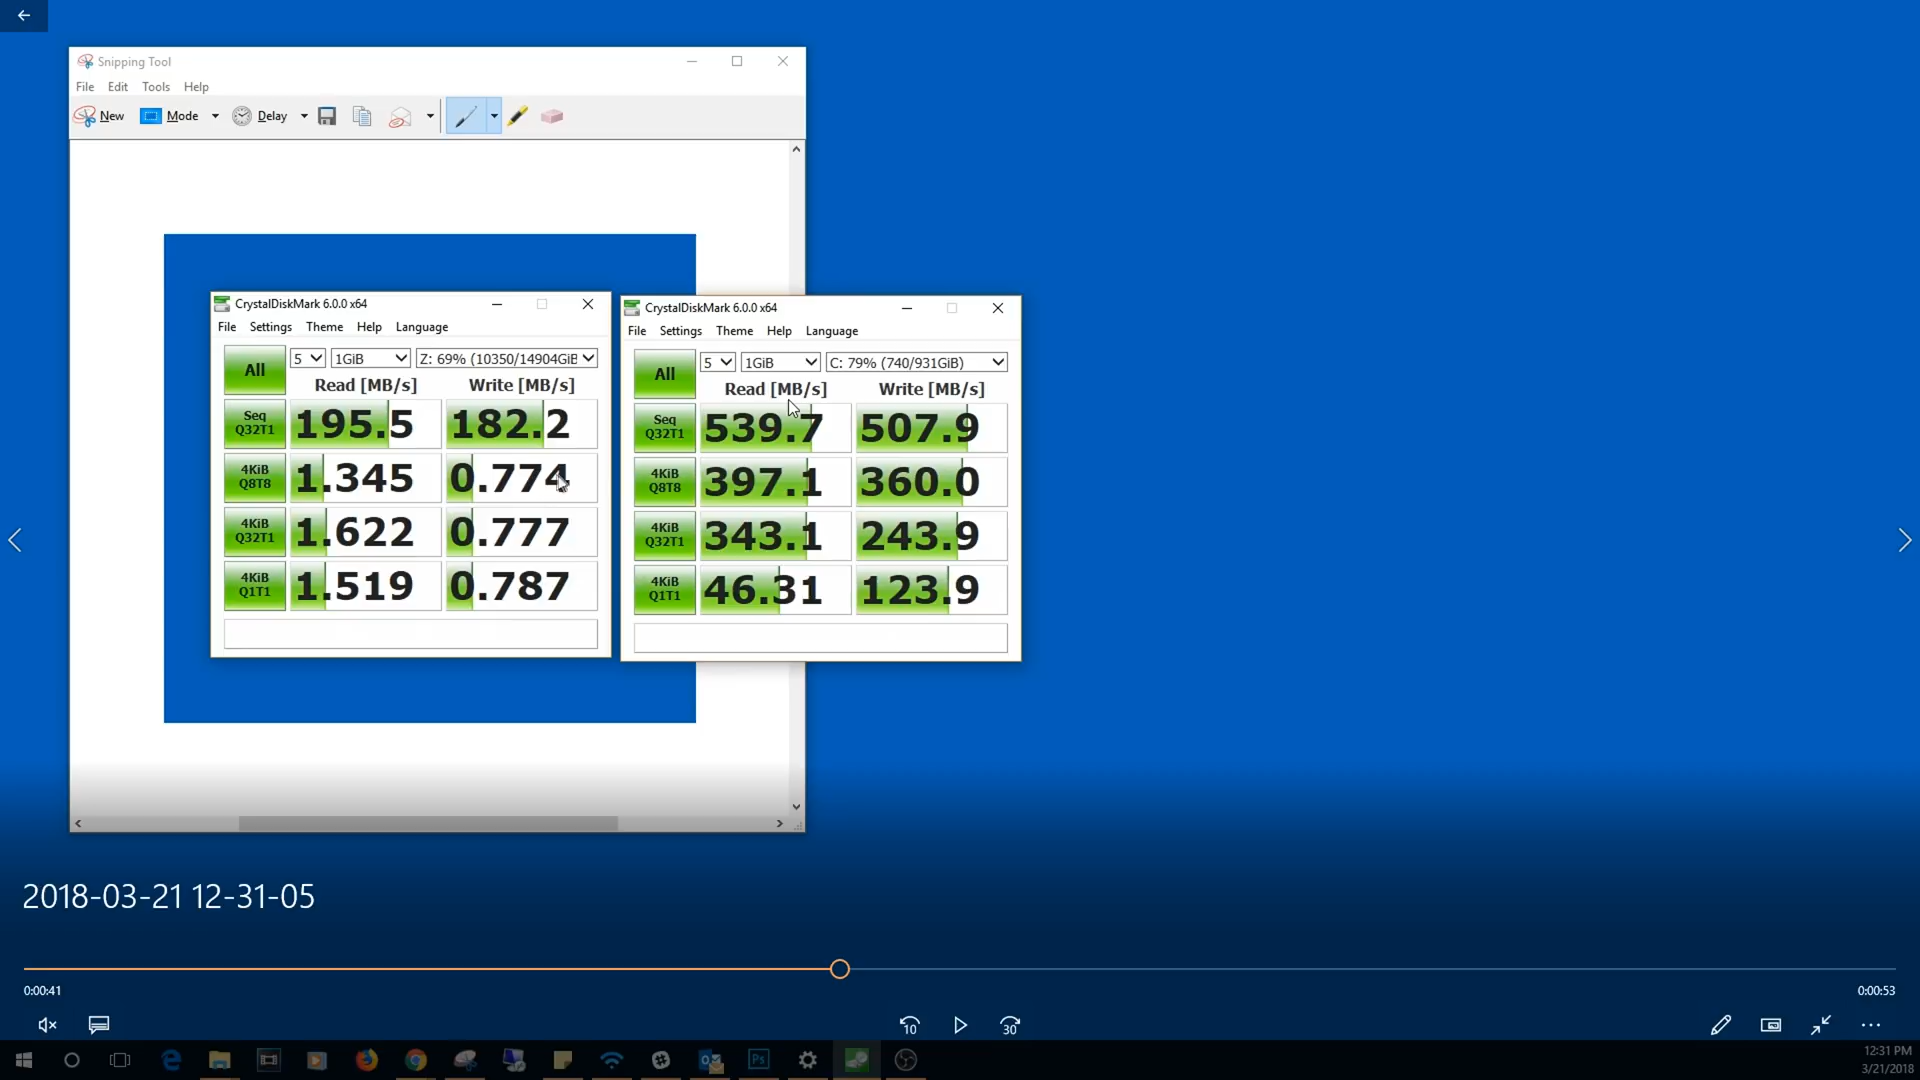 Snipping Tool
File Edit Tools Help
New Mode Delay
CrystalDiskMark 6.0.0 x64
File Settings Theme Help Language
All 5 1GiB Z: 69% (10350/14904GiB
Read [MB/s] Write [MB/s]
Seq Q32T1 195.5 182.2
4KiB Q8T8 1.345 0.774
4KiB Q32T1 1.622 0.777
4KiB Q1T1 1.519 0.787
CrystalDiskMark 6.0.0 x64
File Settings Theme Help Language
All 5 1GiB C: 79% (740/931GiB)
Read [MB/s] Write [MB/s]
Seq Q32T1 539.7 507.9
4KiB Q8T8 397.1 360.0
4KiB Q32T1 343.1 243.9
4KiB Q1T1 46.31 123.9
2018-03-21 12-31-05
0:00:41 0:00:53
10 30
Ps
12:31 PM
3/21/2018